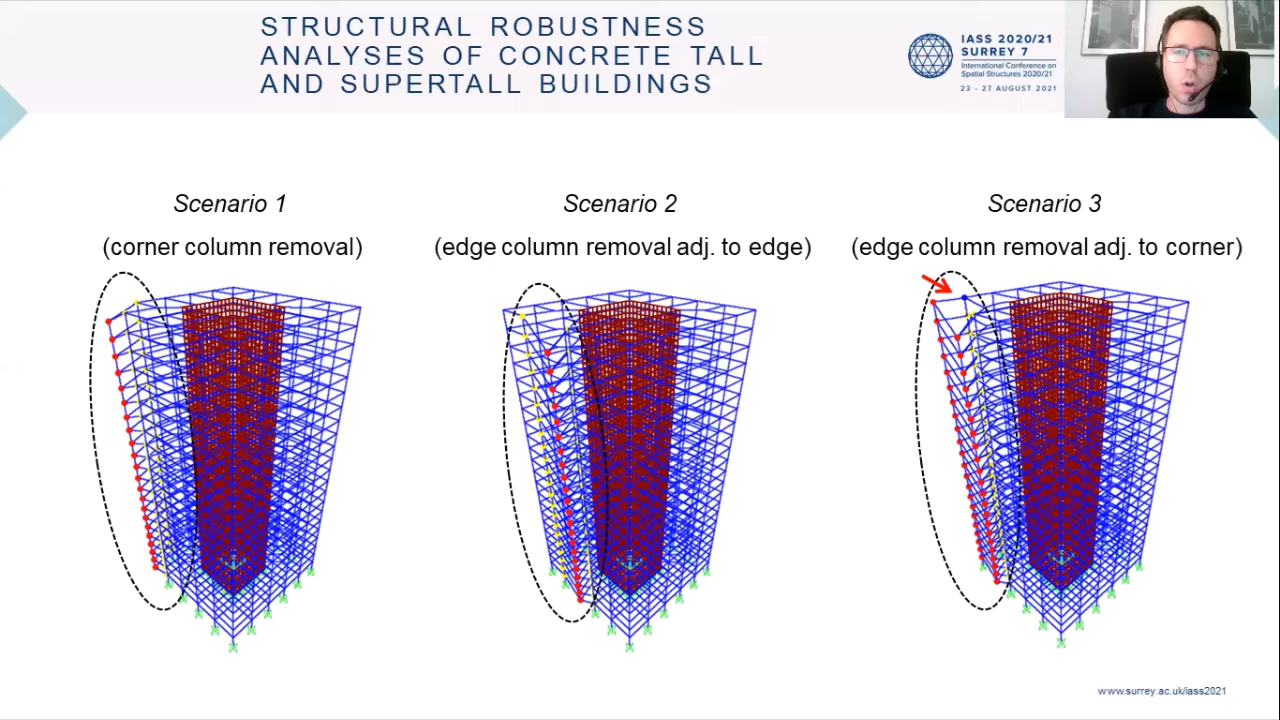 STRUCTURAL ROBUSTNESS
ANALYSES OF CONCRETE TALL
AND SUPERTALL BUILDINGS
IASS 2020/21
SURREY 7
International Conference on
Spatial Structures 2020/21
23 - 27 AUGUST 2021
Scenario 1
(corner column removal)
Scenario 2
(edge column removal adj. to edge)
Scenario 3
(edge column removal adj. to corner)
www.surrey.ac.uk/iass2021